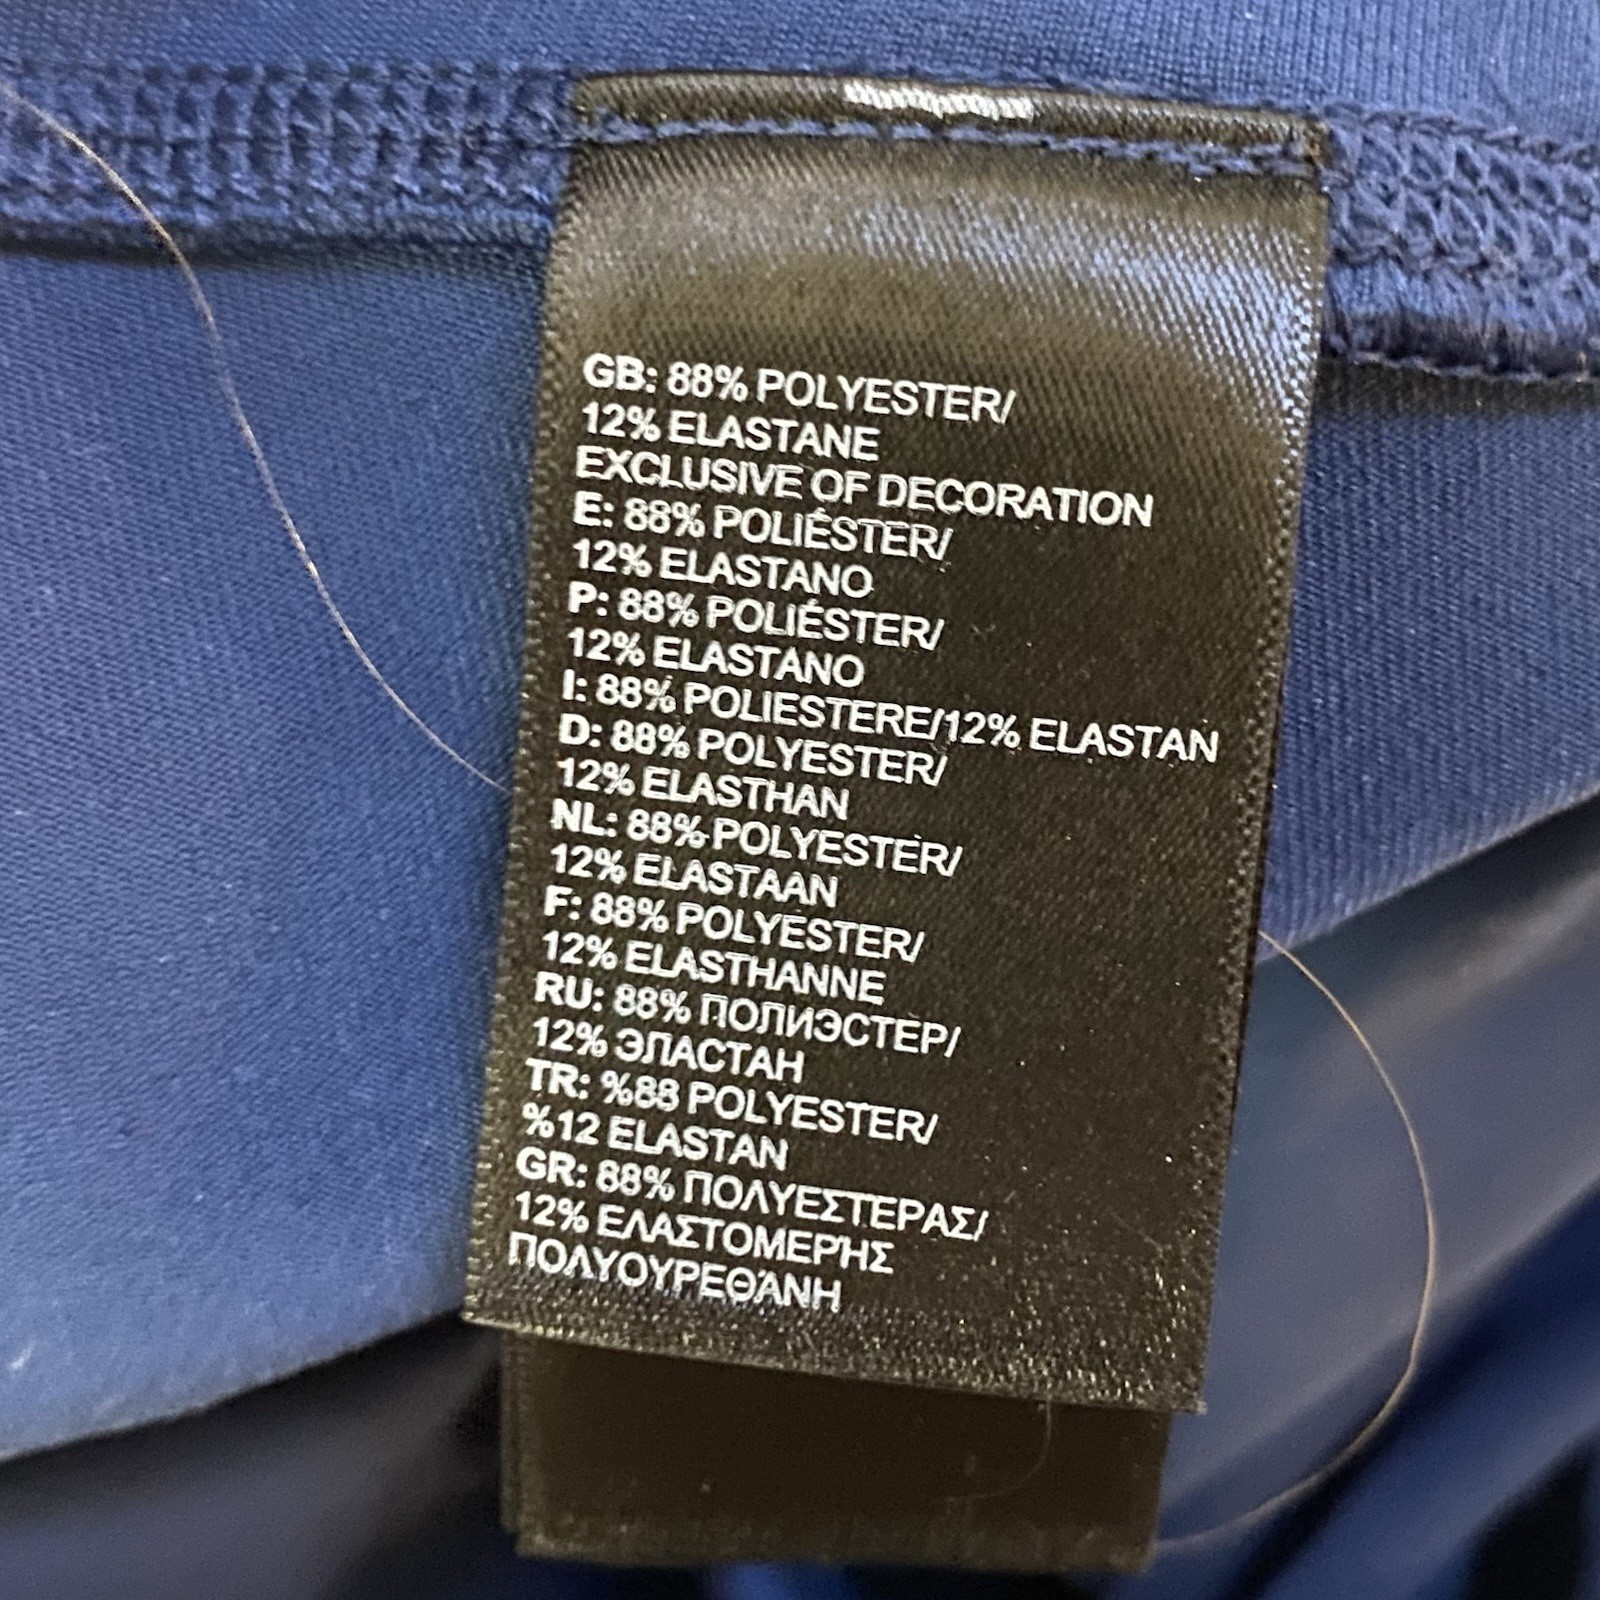 GB: 88% POLYESTER/
12% ELASTANE
EXCLUSIVE OF DECORATION
E: 88% POLIÉSTER/
12% ELASTANO
P: 88% POLIÉSTER/
12% ELASTANO
I: 88% POLIESTERE/12% ELASTAN
D: 88% POLYESTER/
12% ELASTHAN
NL: 88% POLYESTER/
12% ELASTAAN
F: 88% POLYESTER/
12% ELASTHANNE
RU: 88% ПОЛИЭСТЕР/
12% ЭЛАСТАН
TR: %88 POLYESTER/
%12 ELASTAN
GR: 88% ΠΟΛΥΕΣΤΕΡΑΣ/
12% ΕΛΑΣΤΟΜΕΡΉΣ
ΠΟΛΥΟΥΡΕΘΆΝΗ